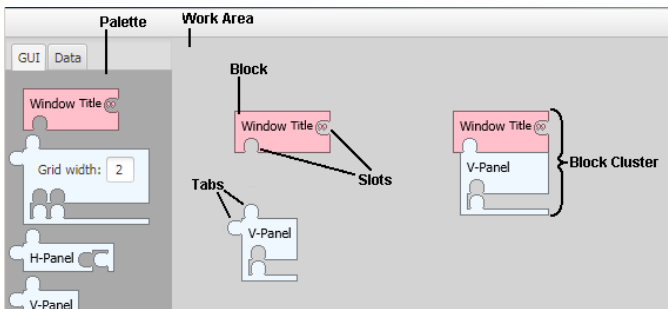 Palette
Work Area
GUI
Data
Window Title
Grid width: 2
H-Panel
V-Panel
Block
Window Title
Slots
Tabs
V-Panel
Window Title
V-Panel
Block Cluster